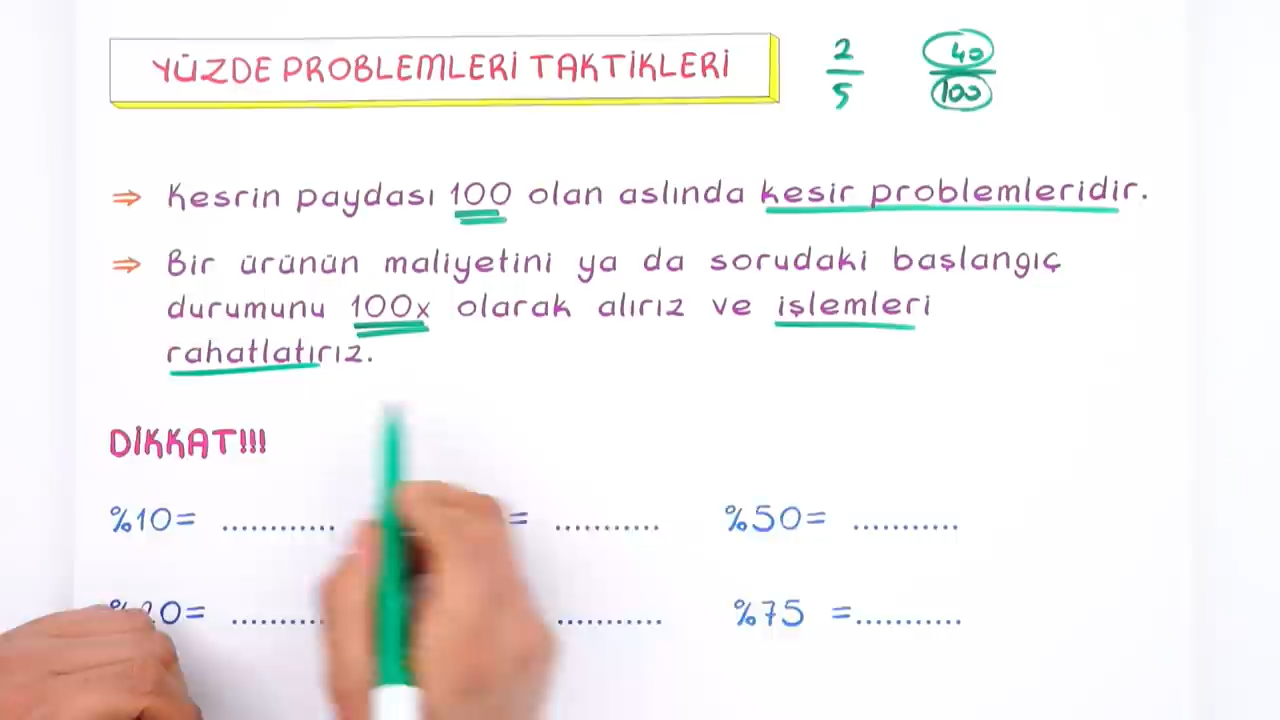 YÜZDE PROBLEMLERİ TAKTİKLERİ
2/5 40/100
⇒ Kesrin paydası 100 olan aslında kesir problemleridir.
⇒ Bir ürünün maliyetini ya da sorudaki başlangıç
durumunu 100x olarak alırız ve işlemleri
rahatlatırız.
DİKKAT!!!
%10= ............ = ........... %50= ...........
%20= ......... ........... %75 =...........